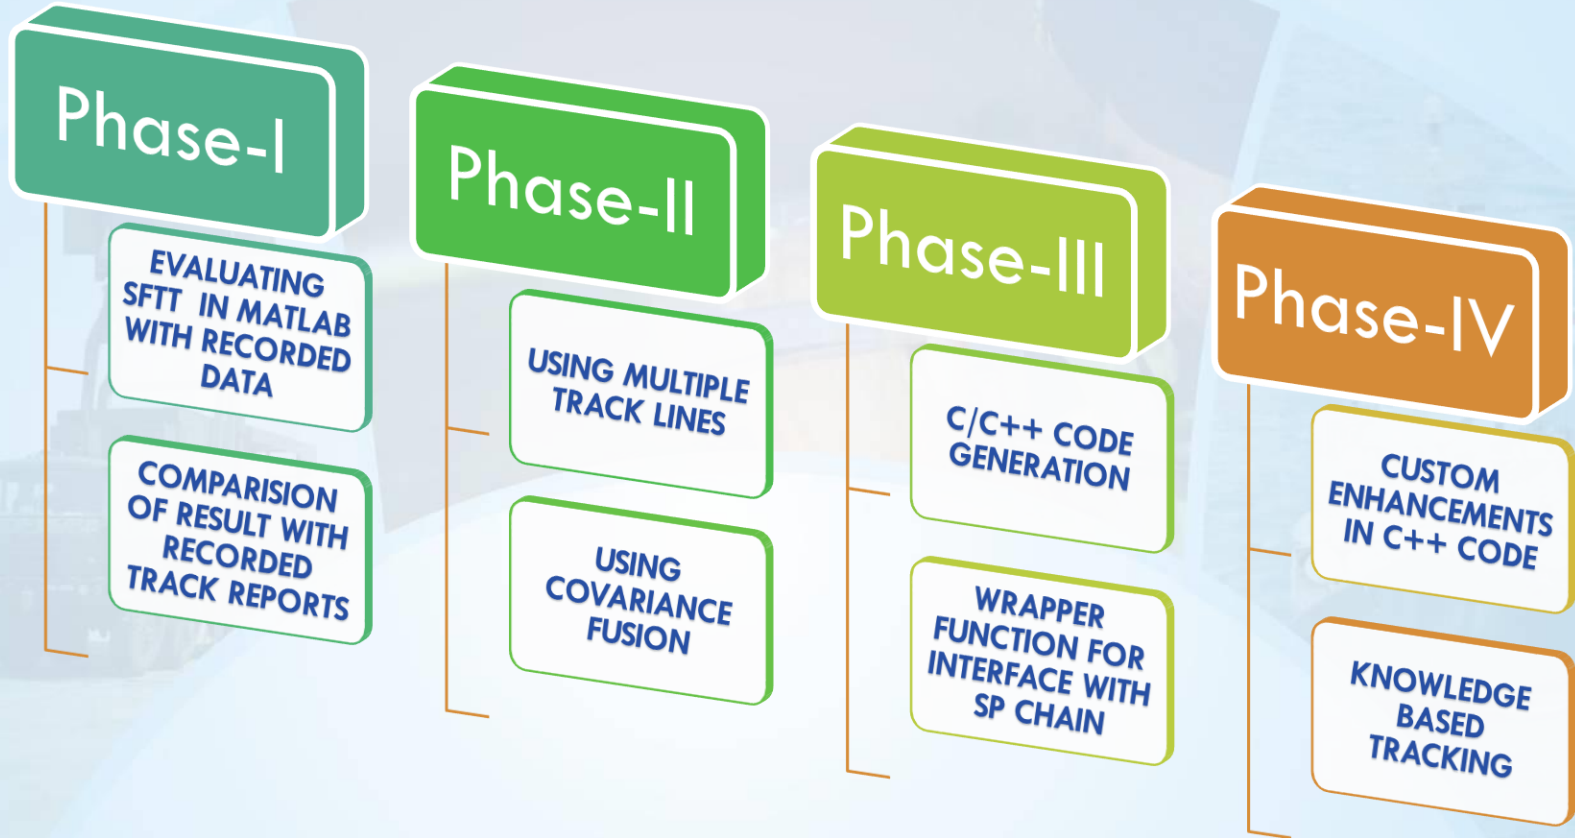 Phase-I
EVALUATING
SFTT IN MATLAB
WITH RECORDED
DATA
COMPARISION
OF RESULT WITH
RECORDED
TRACK REPORTS
Phase-II
USING MULTIPLE
TRACK LINES
USING
COVARIANCE
FUSION
Phase-III
C/C++ CODE
GENERATION
WRAPPER
FUNCTION FOR
INTERFACE WITH
SP CHAIN
Phase-IV
CUSTOM
ENHANCEMENTS
IN C++ CODE
KNOWLEDGE
BASED
TRACKING